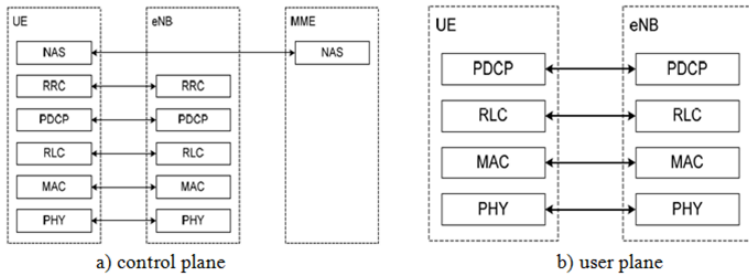 UE eNB MME
NAS NAS
RRC RRC
PDCP PDCP
RLC RLC
MAC MAC
PHY PHY
a) control plane
UE eNB
PDCP PDCP
RLC RLC
MAC MAC
PHY PHY
b) user plane